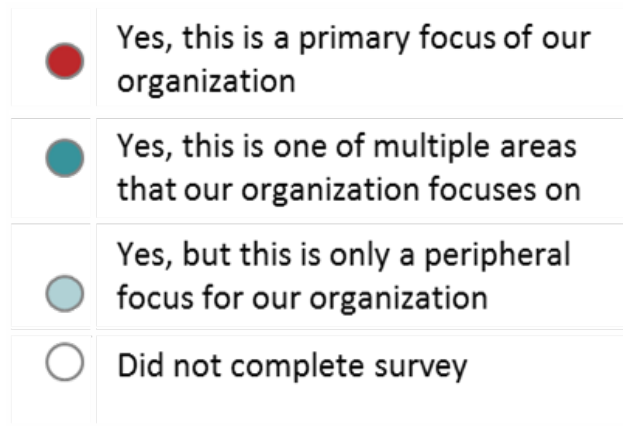 Yes, this is a primary focus of our
organization
Yes, this is one of multiple areas
that our organization focuses on
Yes, but this is only a peripheral
focus for our organization
Did not complete survey